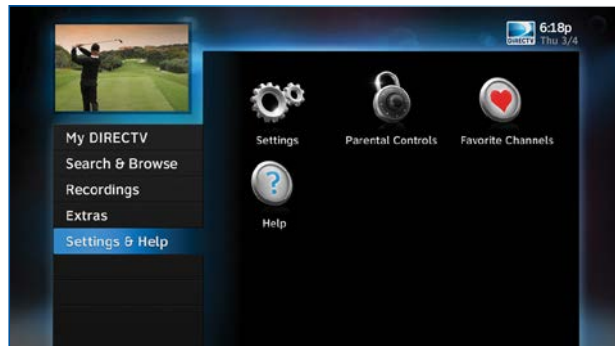 6:18p
DIRECTV Thu 3/4
My DIRECTV
Search & Browse
Recordings
Extras
Settings & Help
Settings Parental Controls Favorite Channels
?
Help